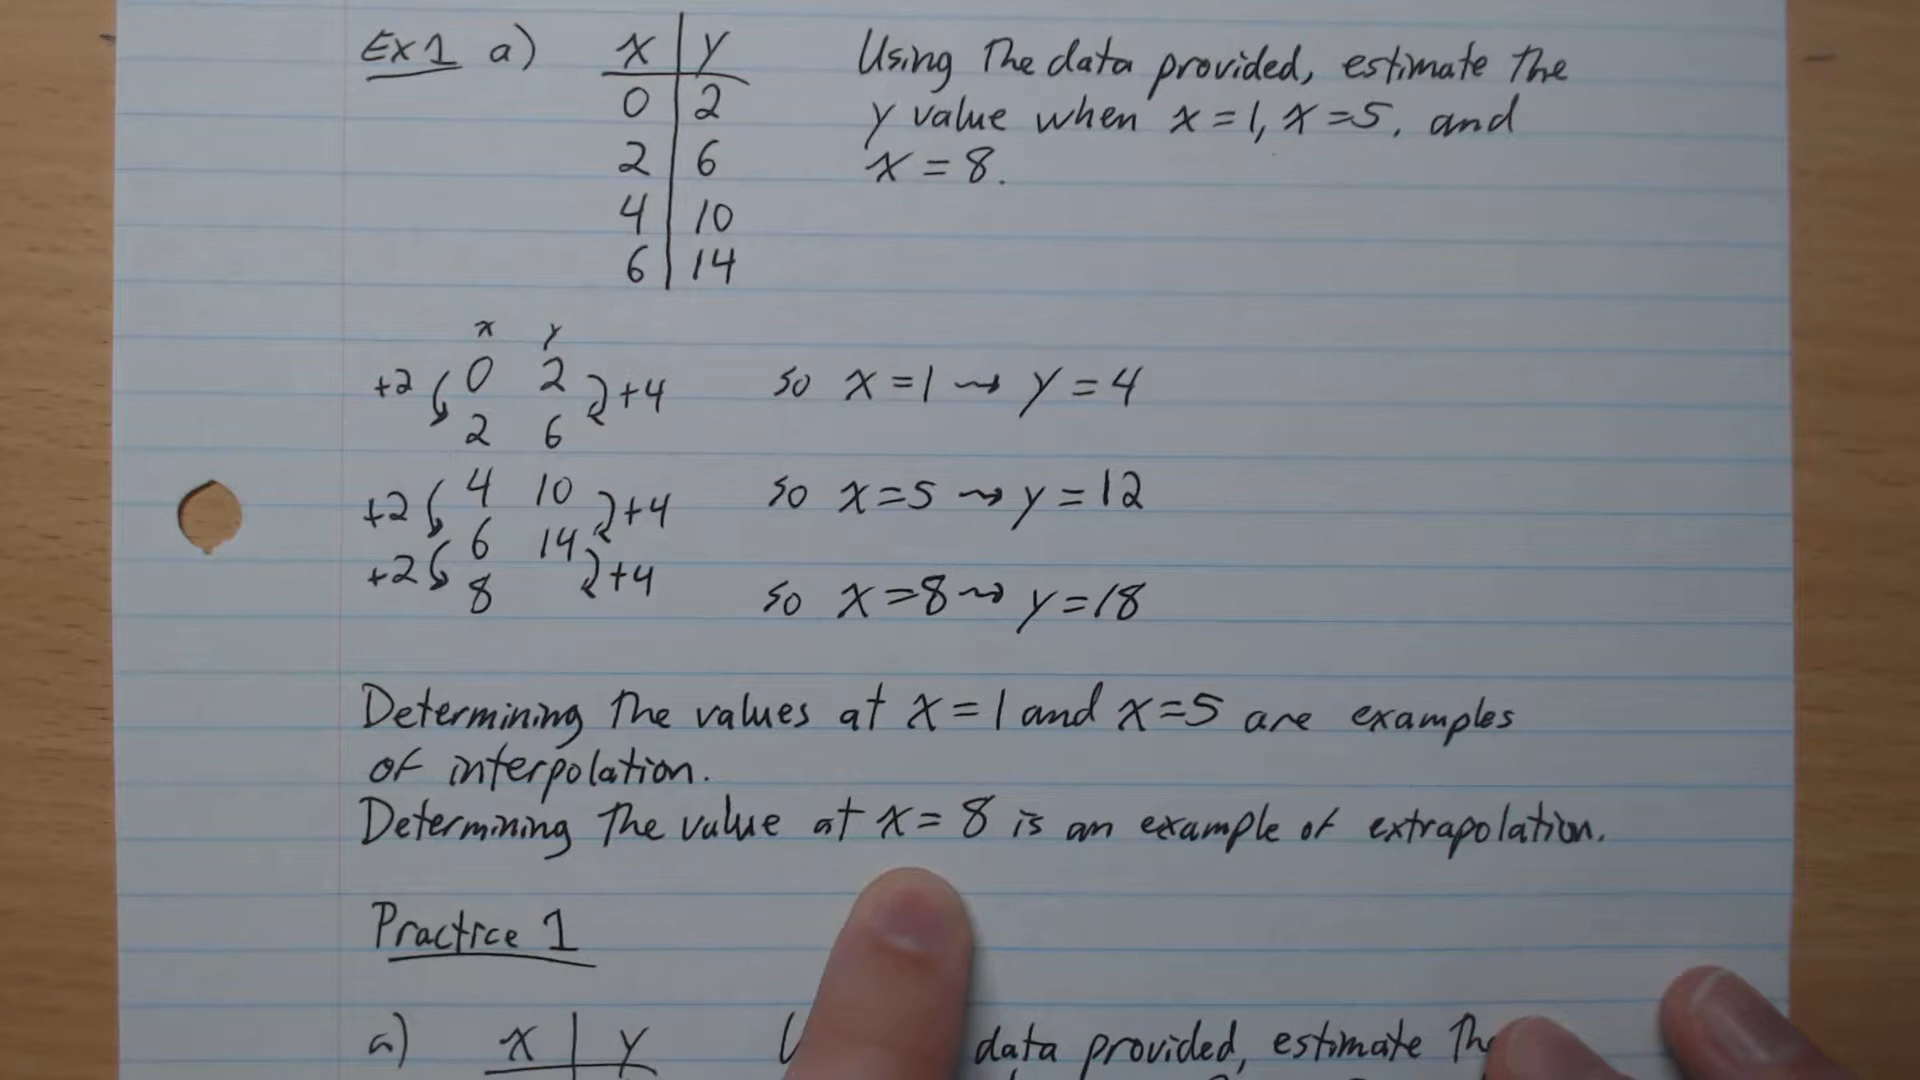 Ex 1 a) x y Using the data provided, estimate the
0 2 y value when x = 1, x = 5, and
2 6 x = 8.
4 10
6 14
x y
+2 0 2 +4 so x = 1 → y = 4
2 6
+2 4 10 +4 so x = 5 → y = 12
6 14
+2 8 +4 so x = 8 → y = 18
Determining the values at x = 1 and x = 5 are examples
of interpolation.
Determining the value at x = 8 is an example of extrapolation.
Practice 1
a) x y data provided, estimate the